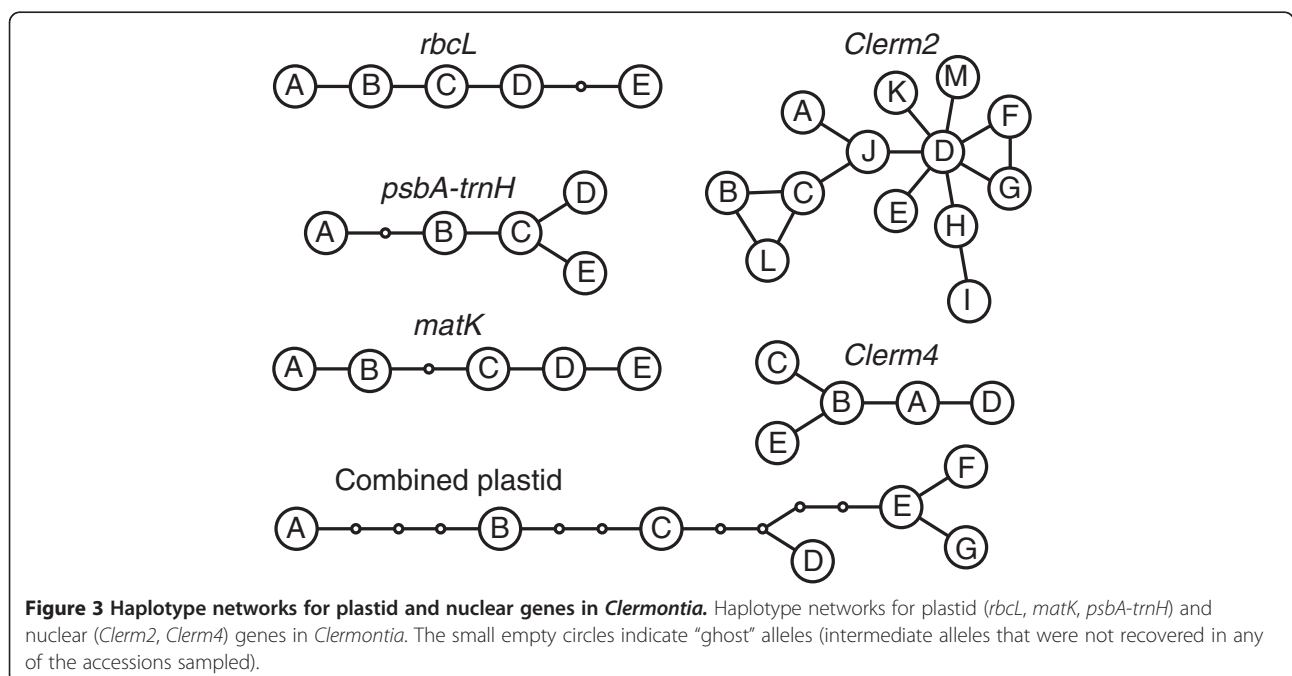 rbcL
A B C D E
psbA-trnH
A B C D E
matK
A B C D E
Clerm2
A B C D E F G H I J K L M
Clerm4
C B A D E
Combined plastid
A B C D E F G
Figure 3 Haplotype networks for plastid and nuclear genes in Clermontia. Haplotype networks for plastid (rbcL, matK, psbA-trnH) and
nuclear (Clerm2, Clerm4) genes in Clermontia. The small empty circles indicate “ghost” alleles (intermediate alleles that were not recovered in any
of the accessions sampled).